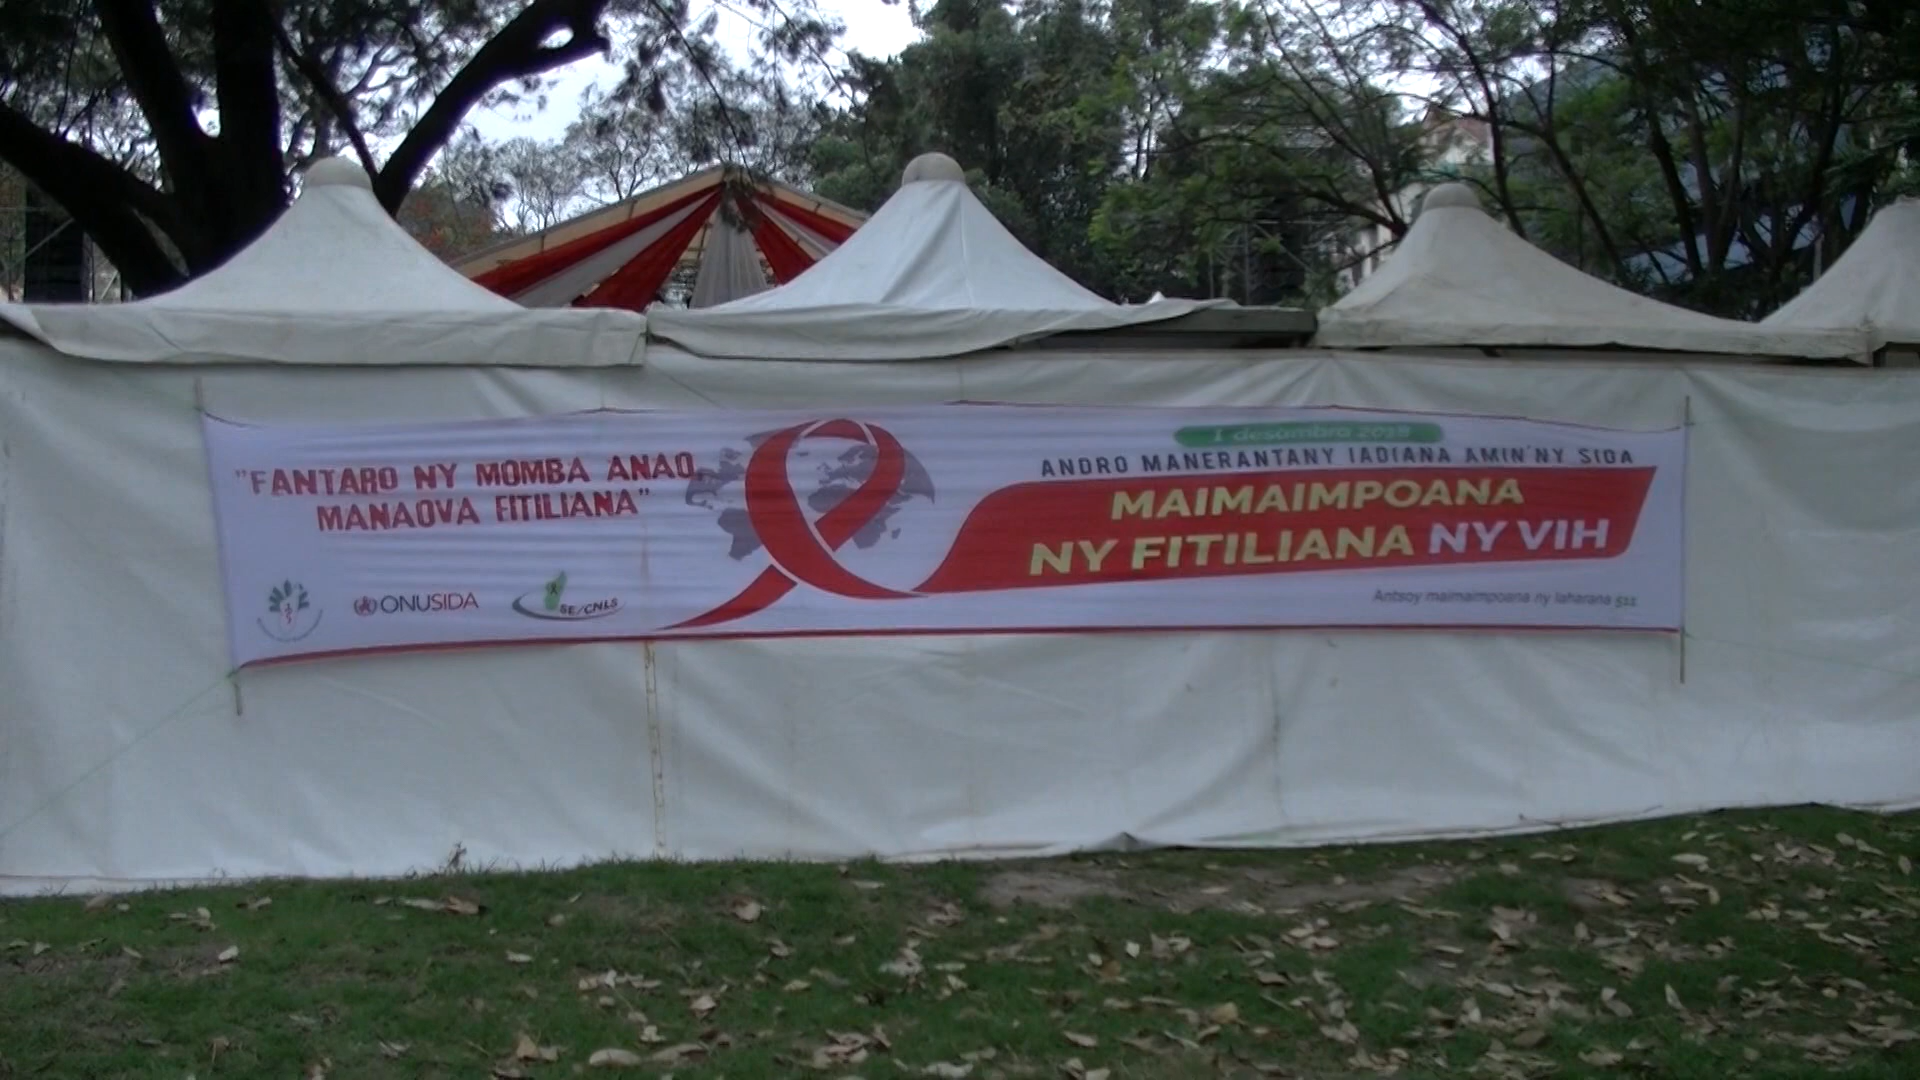 "FANTARO NY MOMBA ANAO
MANAOVA FITILIANA"
ONUSIDA
SE/CNLS
1 desambra 2018
ANDRO MANERANTANY IADIANA AMIN'NY SIDA
MAIMAIMPOANA
NY FITILIANA NY VIH
Antsoy maimaimpoana ny laharana 511